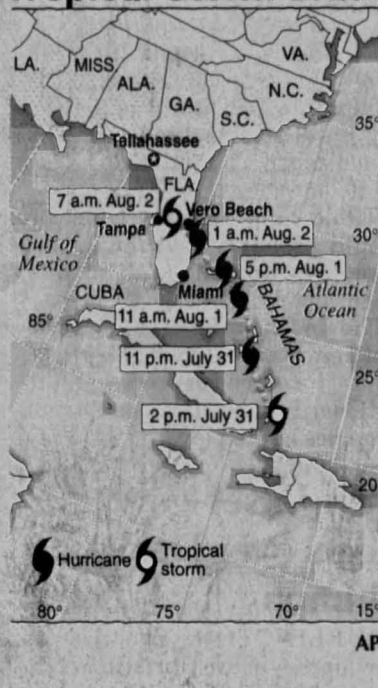 LA.
MISS.
ALA.
GA.
VA.
N.C.
S.C.
35°
Tallahassee
7 a.m. Aug. 2
FLA.
Vero Beach
Tampa
1 a.m. Aug. 2
30°
Gulf of
Mexico
5 p.m. Aug. 1
Miami
CUBA
BAHAMAS
Atlantic
Ocean
85°
11 a.m. Aug. 1
11 p.m. July 31
25°
2 p.m. July 31
20
Hurricane
Tropical
storm
80°
75°
70°
15°
AP